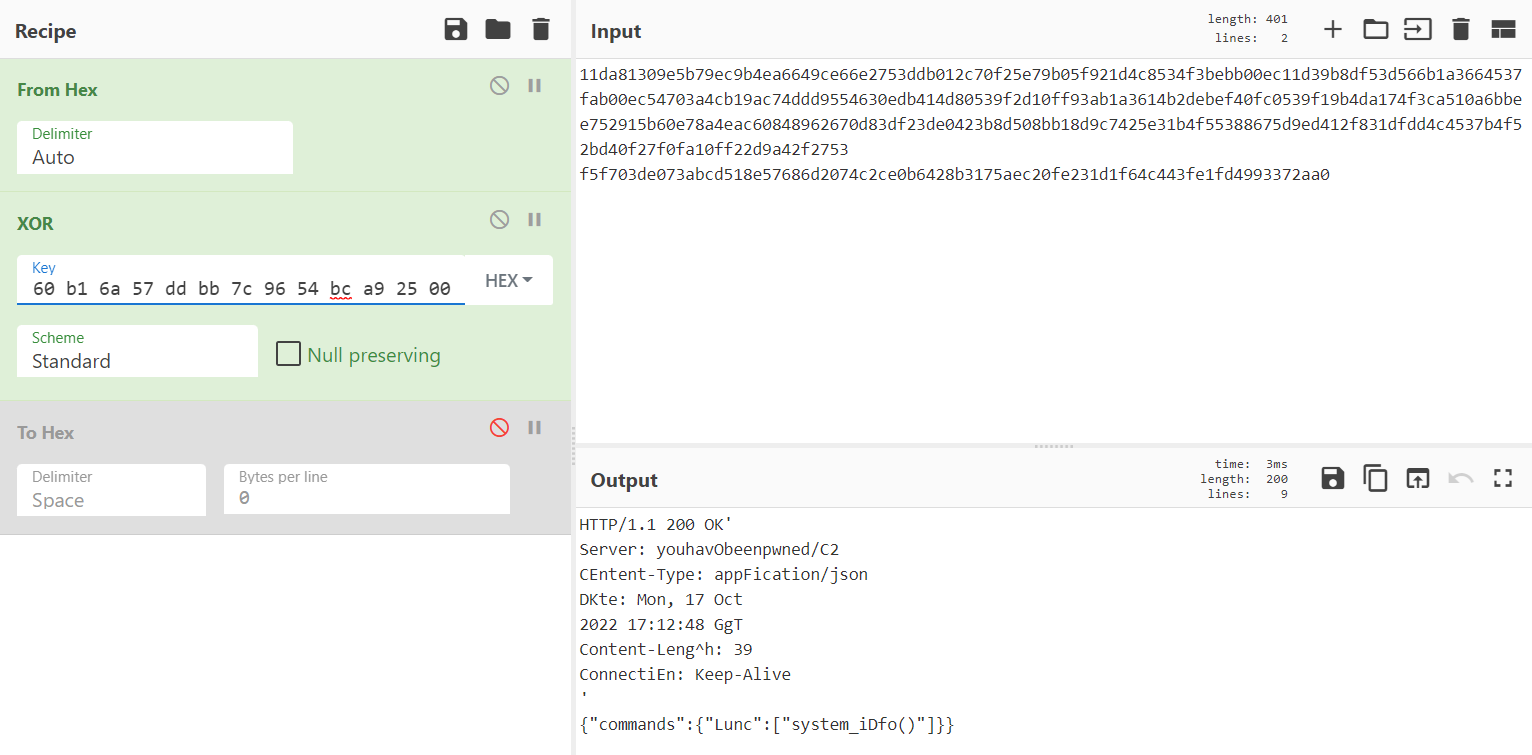 Recipe
From Hex
Delimiter
Auto
XOR
Key
60 b1 6a 57 dd bb 7c 96 54 bc a9 25 00
HEX
Scheme
Standard
Null preserving
To Hex
Delimiter
Space
Bytes per line
0
Input
length: 401
lines: 2
11da81309e5b79ec9b4ea6649ce66e2753ddb012c70f25e79b05f921d4c8534f3bebb00ec11d39b8df53d566b1a3664537
fab00ec54703a4cb19ac74ddd9554630edb414d80539f2d10ff93ab1a3614b2debef40fc0539f19b4da174f3ca510a6bbe
e752915b60e78a4eac60848962670d83df23de0423b8d508bb18d9c7425e31b4f55388675d9ed412f831dfdd4c4537b4f5
2bd40f27f0fa10ff22d9a42f2753
f5f703de073abcd518e57686d2074c2ce0b6428b3175aec20fe231d1f64c443fe1fd4993372aa0
Output
time: 3ms
length: 200
lines: 9
HTTP/1.1 200 OK'
Server: youhavObeenpwned/C2
CEntent-Type: appFication/json
DKte: Mon, 17 Oct
2022 17:12:48 GgT
Content-Leng^h: 39
ConnectiEn: Keep-Alive
'
{"commands":{"Lunc":["system_iDfo()"]}}